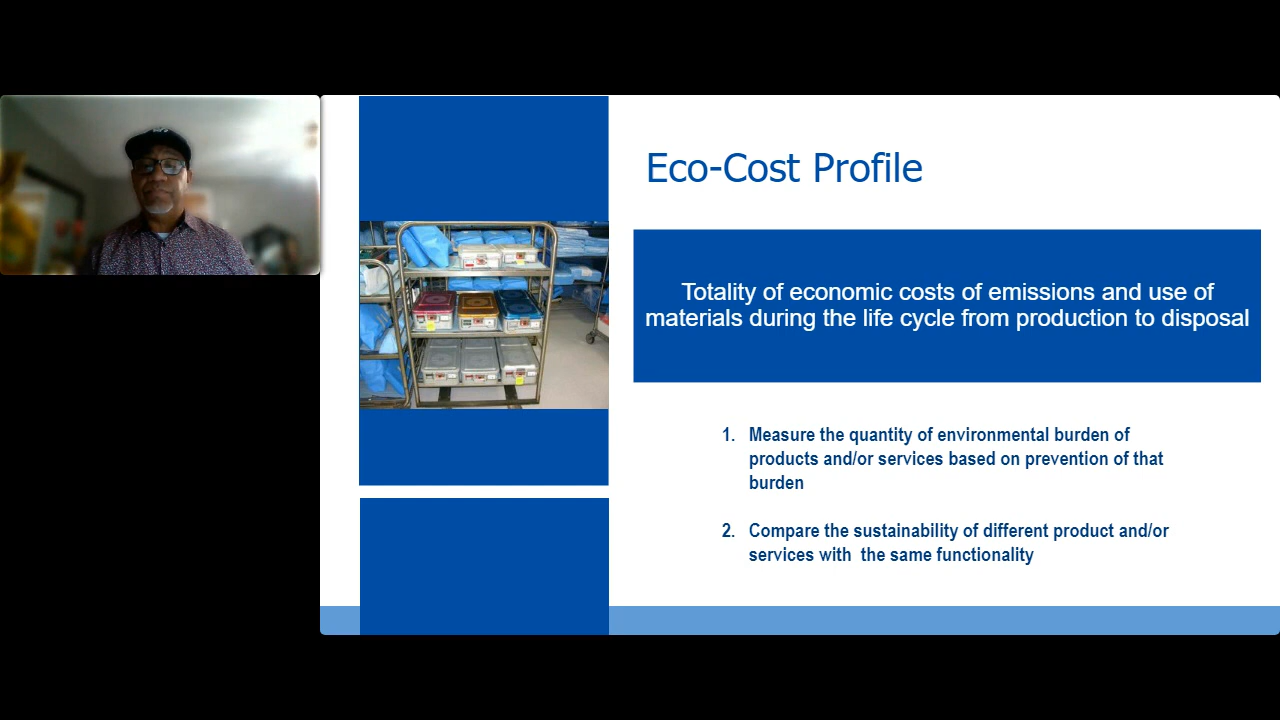 Eco-Cost Profile
Totality of economic costs of emissions and use of
materials during the life cycle from production to disposal
1. Measure the quantity of environmental burden of
products and/or services based on prevention of that
burden
2. Compare the sustainability of different product and/or
services with  the same functionality